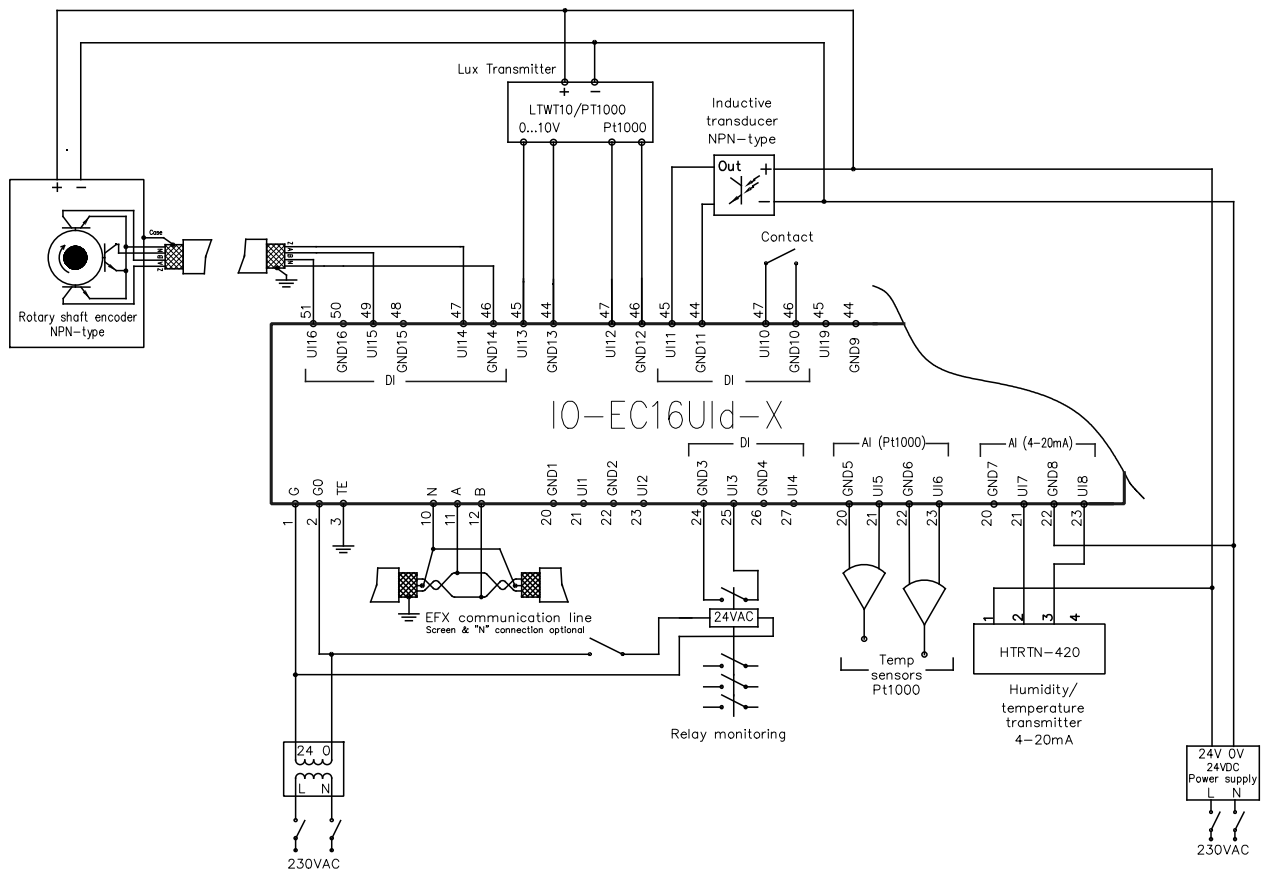 Lux Transmitter
+ −
LTWT10/PT1000
0...10V Pt1000
Inductive
transducer
NPN-type
Out +
−
+ −
Case
Rotary shaft encoder
NPN-type
Contact
51 50 49 48 47 46 45 44 47 46 45 44 47 46 45 44
UI16 GND16 UI15 GND15 UI14 GND14 UI13 GND13 UI12 GND12 UI11 GND11 UI10 GND10 UI19 GND9
DI DI
IO-EC16UId-X
DI AI (Pt1000) AI (4-20mA)
G G0 TE N A B GND1 UI1 GND2 UI2 GND3 UI3 GND4 UI4 GND5 UI5 GND6 UI6 GND7 UI7 GND8 UI8
1 2 3 10 11 12 20 21 22 23 24 25 26 27 20 21 22 23 20 21 22 23
EFX communication line
Screen & "N" connection optional
24VAC
Relay monitoring
Temp
sensors
Pt1000
1 2 3 4
HTRTN-420
Humidity/
temperature
transmitter
4-20mA
24 0
L N
230VAC
24V 0V
24VDC
Power supply
L N
230VAC